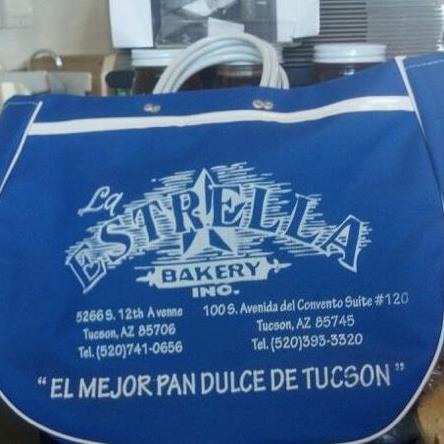 La
ESTRELLA
BAKERY
INC.
5266 S. 12th Avenne
Tucson, AZ 85706
Tel. (520)741-0656
100 S. Avenida del Convento Suite #120
Tucson, AZ 85745
Tel. (520)393-3320
“EL MEJOR PAN DULCE DE TUCSON”